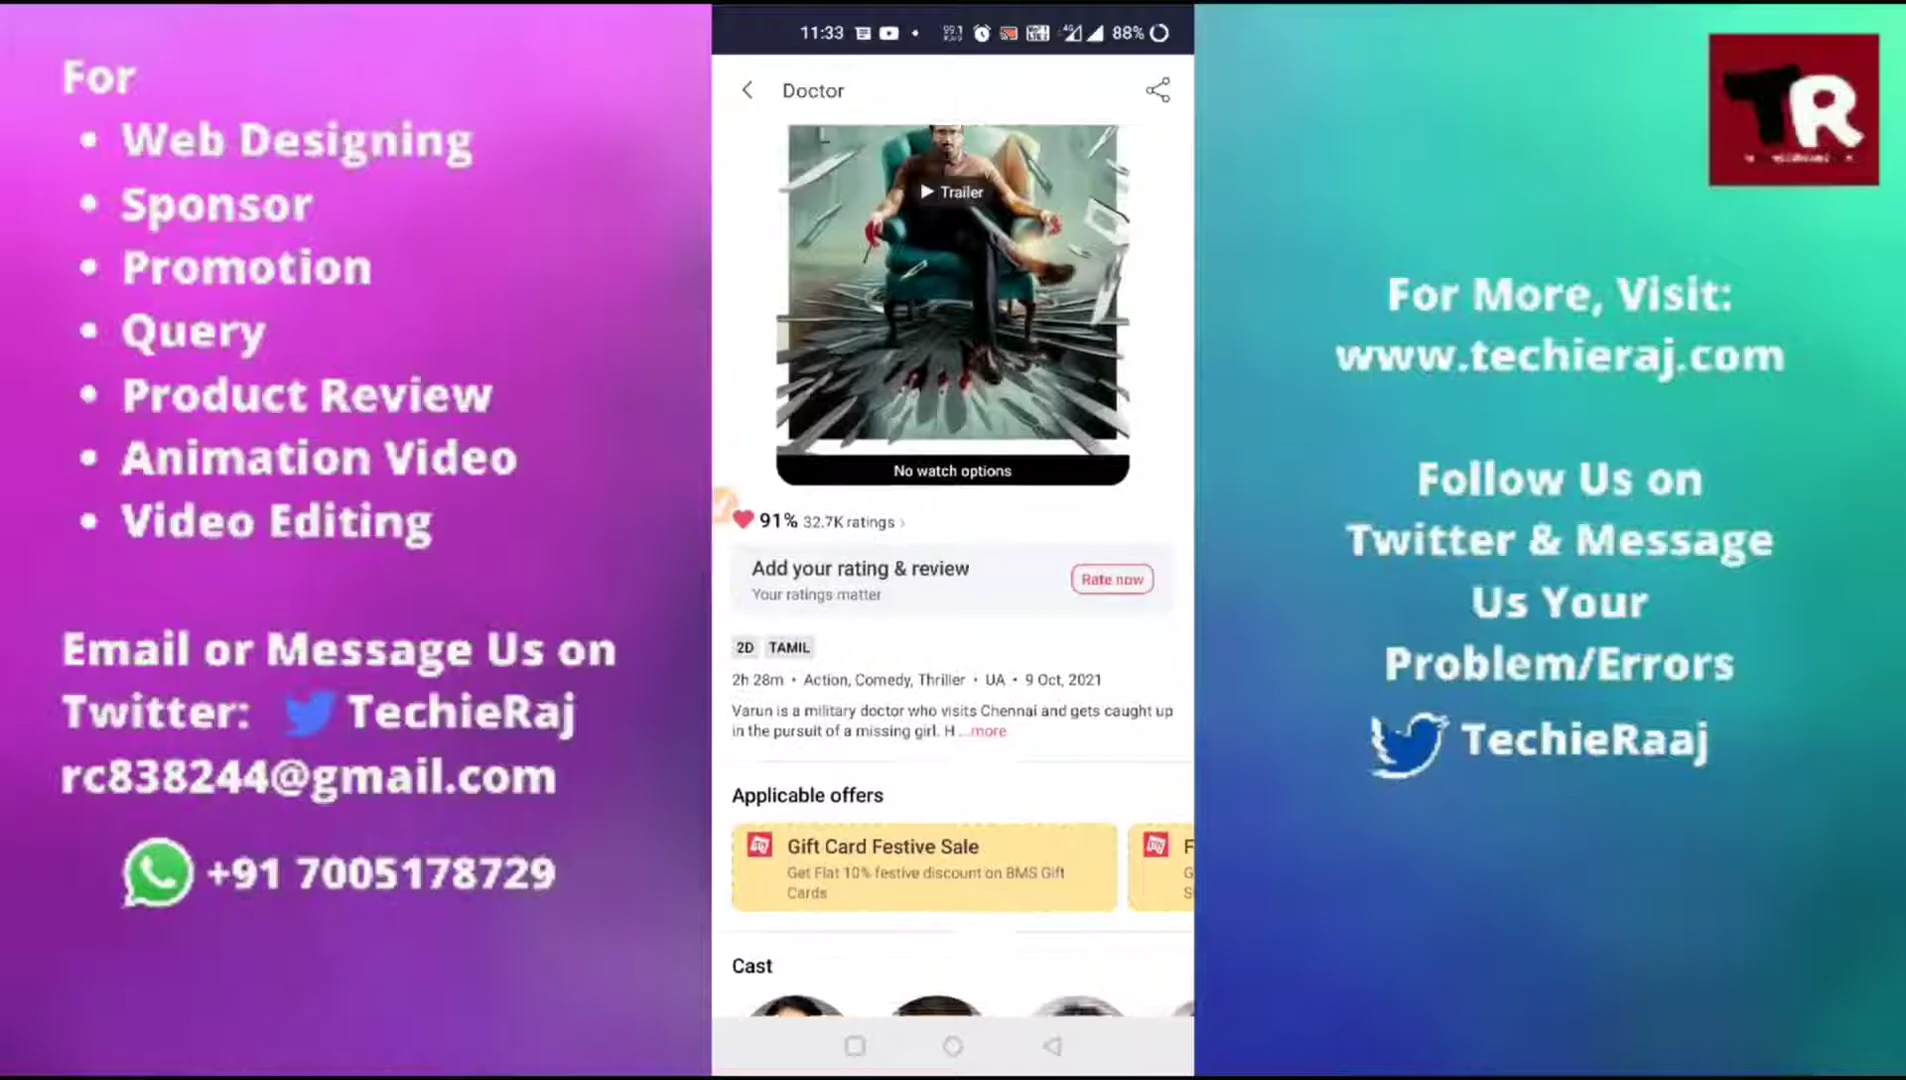 For
• Web Designing
• Sponsor
• Promotion
• Query
• Product Review
• Animation Video
• Video Editing
Email or Message Us on
Twitter: TechieRaj
rc838244@gmail.com
+91 7005178729
11:33
88%
Doctor
Trailer
No watch options
91% 32.7K ratings
Add your rating & review
Your ratings matter
Rate now
2D TAMIL
2h 28m • Action, Comedy, Thriller • UA • 9 Oct, 2021
Varun is a military doctor who visits Chennai and gets caught up
in the pursuit of a missing girl. H ...more
Applicable offers
Gift Card Festive Sale
Get Flat 10% festive discount on BMS Gift
Cards
F
G
S
Cast
TR
For More, Visit:
www.techieraj.com
Follow Us on
Twitter & Message
Us Your
Problem/Errors
TechieRaaj